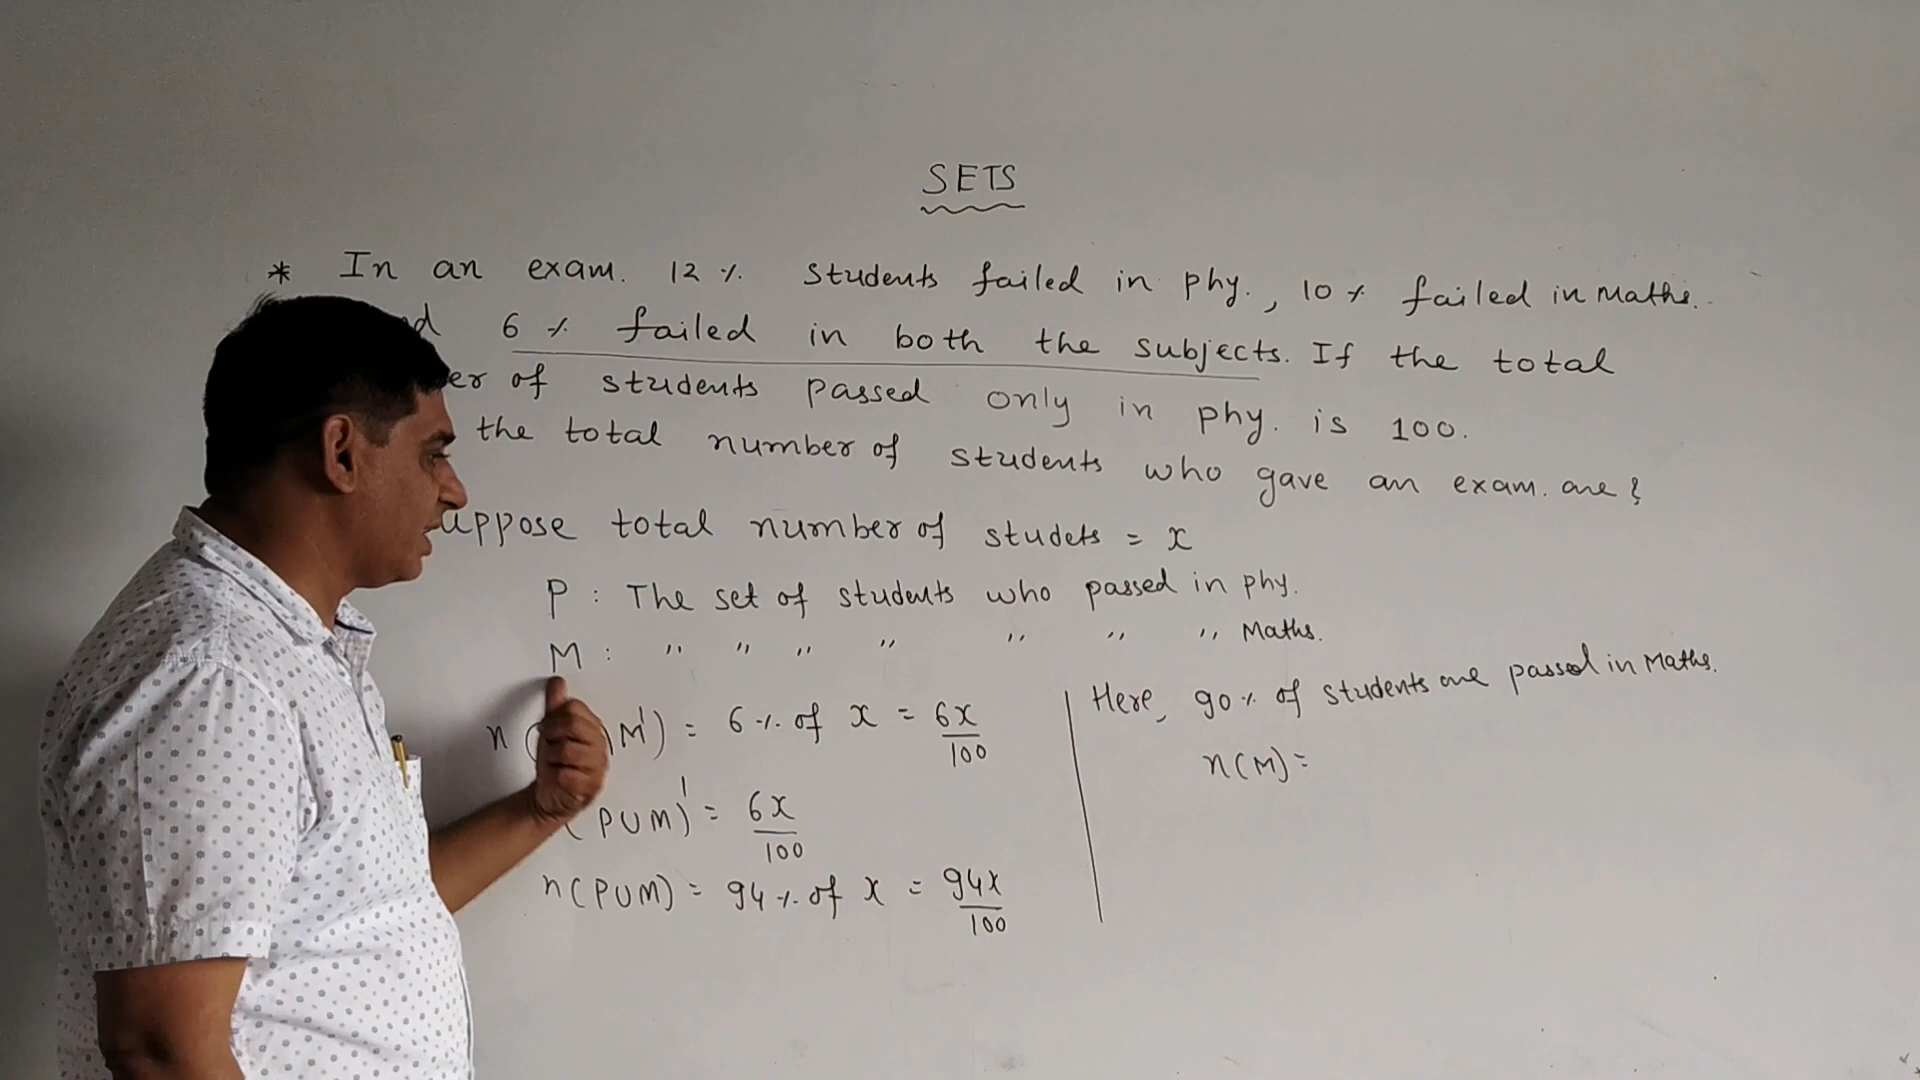 SETS
* In an exam. 12 % students failed in phy., 10 % failed in Maths.
6 % failed in both the subjects. If the total
of students passed only in phy. is 100.
the total number of students who gave an exam. are ?
total number of studets = x
P : The set of students who passed in phy.
M : " " " " " " " Maths.
Here, 90 % of students are passed in Maths.
M') = 6 % of x = 6x/100
n(M) =
(PUM)' = 6x/100
n(PUM) = 94 % of x = 94x/100